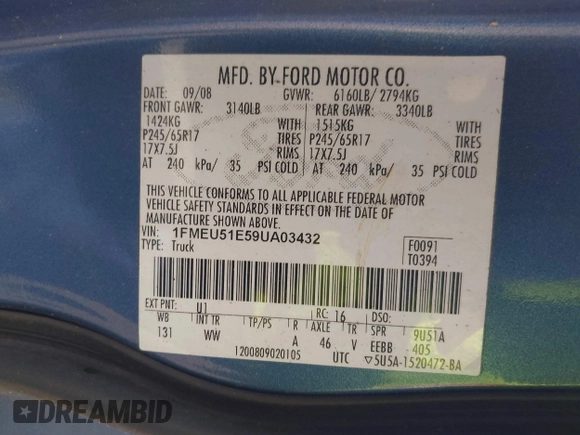 MFD. BY FORD MOTOR CO.
DATE: 09/08 GVWR: 6160LB/ 2794KG
FRONT GAWR: 3140LB REAR GAWR: 3340LB
1424KG WITH 1515KG WITH
P245/65R17 TIRES P245/65R17 TIRES
17X7.5J RIMS 17X7.5J RIMS
AT 240 kPa/ 35 PSI COLD AT 240 kPa/ 35 PSI COLD
THIS VEHICLE CONFORMS TO ALL APPLICABLE FEDERAL MOTOR
VEHICLE SAFETY STANDARDS IN EFFECT ON THE DATE OF
MANUFACTURE SHOWN ABOVE.
VIN: 1FMEU51E59UA03432
TYPE: Truck
F0091
T0394
EXT PNT: U1 RC: 16 DSO:
WB INT TR TP/PS R AXLE TR SPR 9U51A
131 WW A 46 V EEBB 405
1200809020105 UTC ▽5U5A-1520472-BA
Ford
©DREAMBID dreambid.com